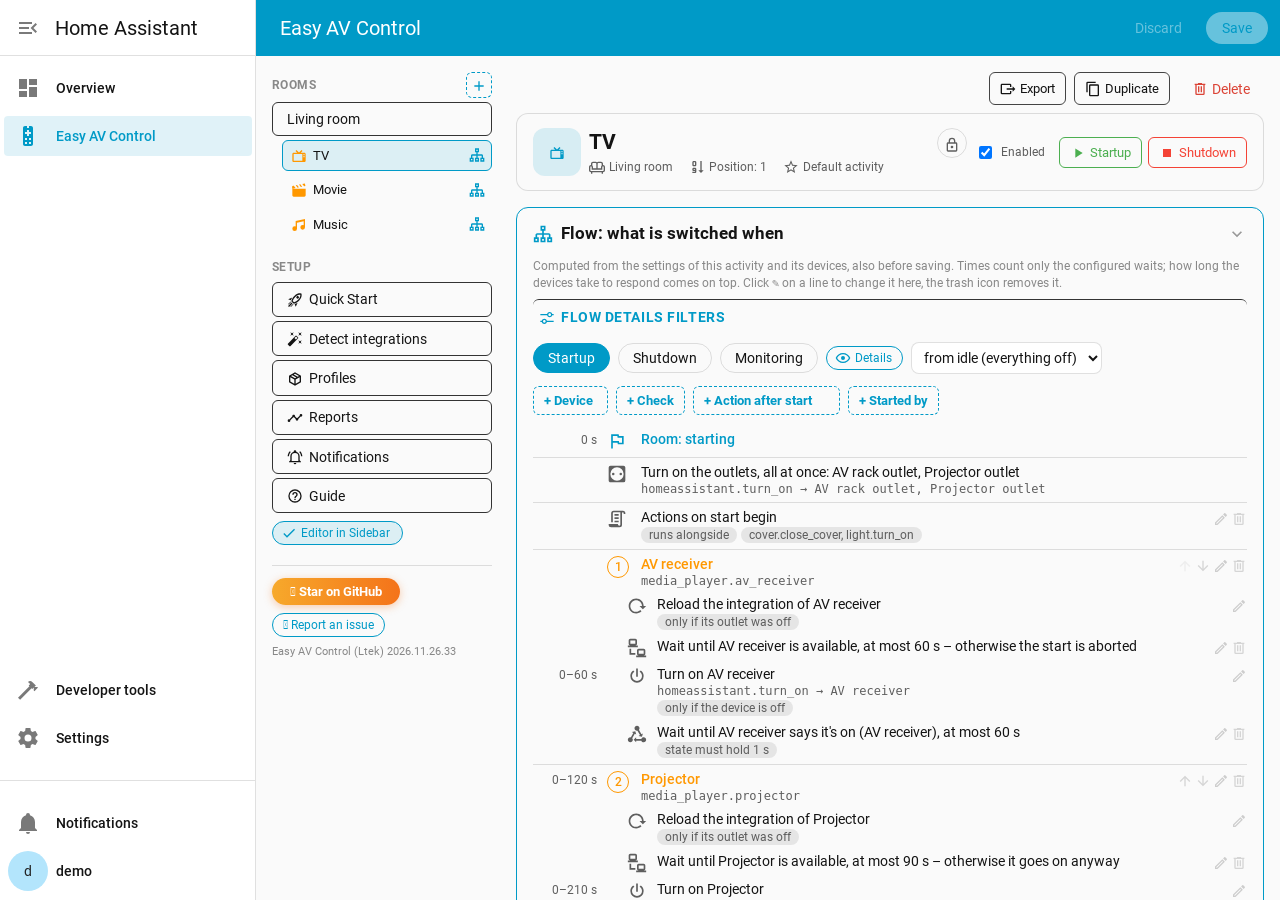 Home Assistant
Easy AV Control
Discard
Save
Overview
Easy AV Control
Developer tools
Settings
Notifications
d
demo
ROOMS
+
Living room
TV
Movie
Music
SETUP
Quick Start
Detect integrations
Profiles
Reports
Notifications
Guide
Editor in Sidebar
Star on GitHub
Report an issue
Easy AV Control (Ltek) 2026.11.26.33
Export
Duplicate
Delete
TV
Living room
Position: 1
Default activity
Enabled
Startup
Shutdown
Flow: what is switched when
Computed from the settings of this activity and its devices, also before saving. Times count only the configured waits; how long the
devices take to respond comes on top. Click ✎ on a line to change it here, the trash icon removes it.
FLOW DETAILS FILTERS
Startup
Shutdown
Monitoring
Details
from idle (everything off)
+ Device
+ Check
+ Action after start
+ Started by
0 s
Room: starting
Turn on the outlets, all at once: AV rack outlet, Projector outlet
homeassistant.turn_on → AV rack outlet, Projector outlet
Actions on start begin
runs alongside
cover.close_cover, light.turn_on
1
AV receiver
media_player.av_receiver
Reload the integration of AV receiver
only if its outlet was off
Wait until AV receiver is available, at most 60 s – otherwise the start is aborted
0–60 s
Turn on AV receiver
homeassistant.turn_on → AV receiver
only if the device is off
Wait until AV receiver says it's on (AV receiver), at most 60 s
state must hold 1 s
0–120 s
2
Projector
media_player.projector
Reload the integration of Projector
only if its outlet was off
Wait until Projector is available, at most 90 s – otherwise it goes on anyway
0–210 s
Turn on Projector